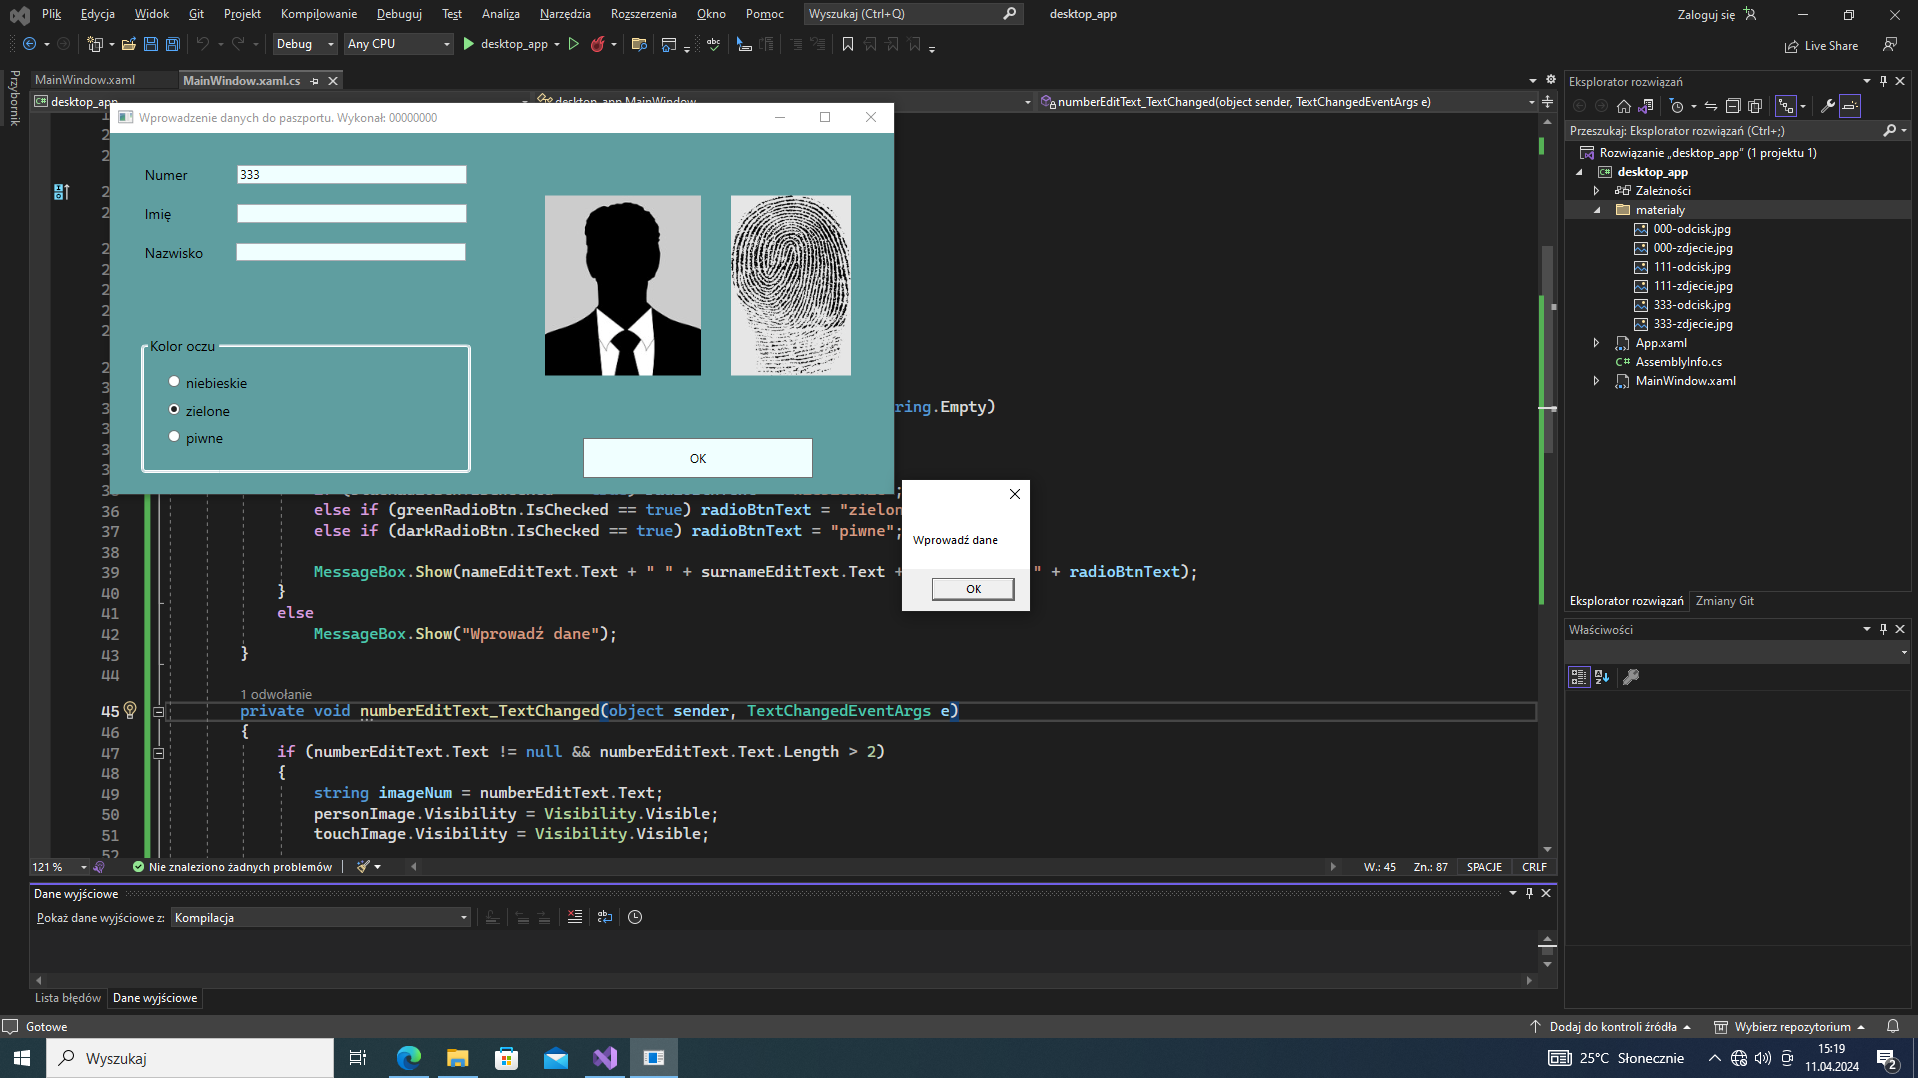 Plik Edycja Widok Git Projekt Kompilowanie Debuguj Test Analiza Narzędzia Rozszerzenia Okno Pomoc Wyszukaj (Ctrl+Q) desktop_app Zaloguj się
Debug Any CPU desktop_app Live Share
Przybornik
MainWindow.xaml MainWindow.xaml.cs
desktop_app desktop_app.MainWindow numberEditText_TextChanged(object sender, TextChangedEventArgs e)
Wprowadzenie danych do paszportu. Wykonał: 00000000
Numer 333
Imię
Nazwisko
Kolor oczu
niebieskie
zielone
piwne
OK
ring.Empty)
36 else if (greenRadioBtn.IsChecked == true) radioBtnText = "zielon
37 else if (darkRadioBtn.IsChecked == true) radioBtnText = "piwne";
38
39 MessageBox.Show(nameEditText.Text + " " + surnameEditText.Text + " + radioBtnText);
40 }
41 else
42 MessageBox.Show("Wprowadź dane");
43 }
44
1 odwołanie
45 private void numberEditText_TextChanged(object sender, TextChangedEventArgs e)
46 {
47 if (numberEditText.Text != null && numberEditText.Text.Length > 2)
48 {
49 string imageNum = numberEditText.Text;
50 personImage.Visibility = Visibility.Visible;
51 touchImage.Visibility = Visibility.Visible;
52
Wprowadź dane
OK
121 % Nie znaleziono żadnych problemów W.: 45 Zn.: 87 SPACJE CRLF
Dane wyjściowe
Pokaż dane wyjściowe z: Kompilacja
Lista błędów Dane wyjściowe
Eksplorator rozwiązań
Przeszukaj: Eksplorator rozwiązań (Ctrl+;)
Rozwiązanie „desktop_app” (1 projektu 1)
desktop_app
Zależności
materialy
000-odcisk.jpg
000-zdjecie.jpg
111-odcisk.jpg
111-zdjecie.jpg
333-odcisk.jpg
333-zdjecie.jpg
App.xaml
C# AssemblyInfo.cs
MainWindow.xaml
Eksplorator rozwiązań Zmiany Git
Właściwości
Gotowe Dodaj do kontroli źródła Wybierz repozytorium
Wyszukaj 25°C Słonecznie 15:19
11.04.2024 2